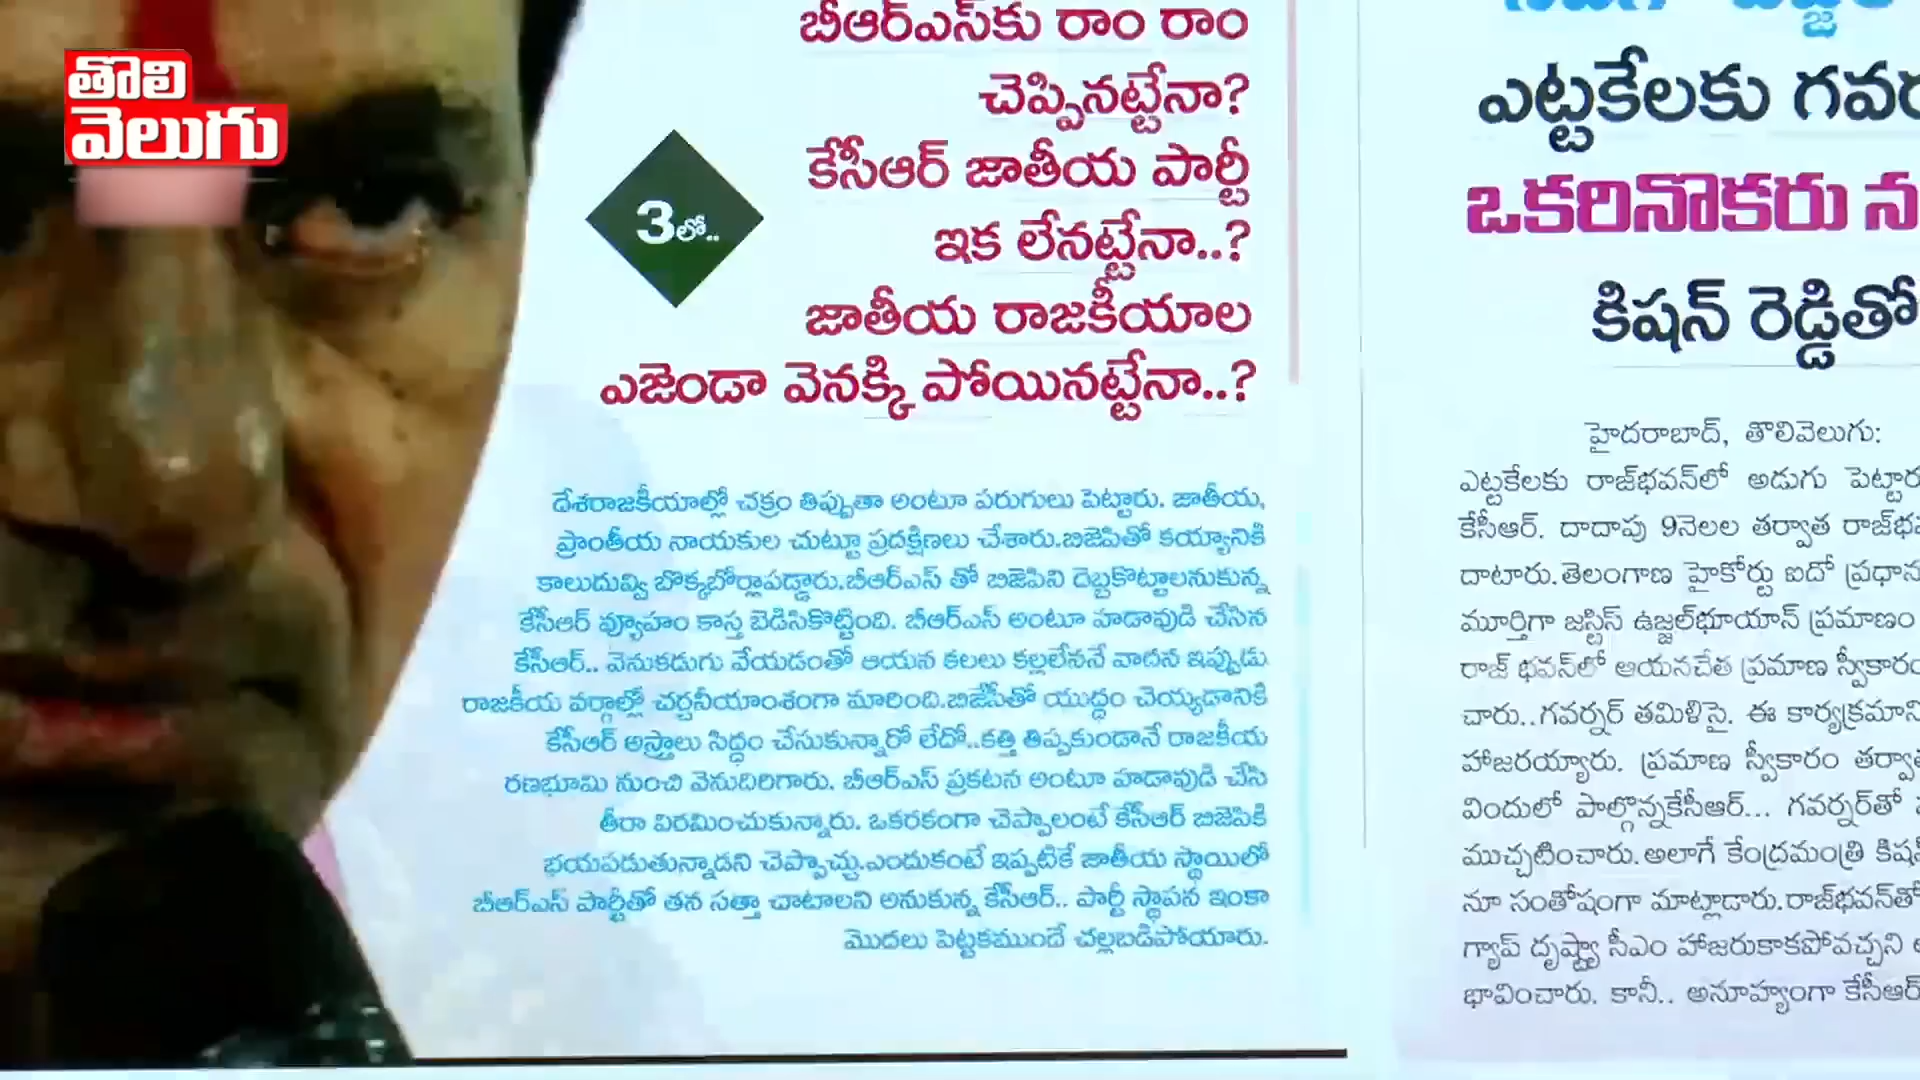 తొలి
వెలుగు
బీఆర్ఎస్‌కు రాం రాం
చెప్పినట్టేనా?
కేసీఆర్ జాతీయ పార్టీ
ఇక లేనట్టేనా..?
జాతీయ రాజకీయాల
ఎజెండా వెనక్కి పోయినట్టేనా..?
3లో..
దేశరాజకీయాల్లో చక్రం తిప్పుతా అంటూ పరుగులు పెట్టారు. జాతీయ,
ప్రాంతీయ నాయకుల చుట్టూ ప్రదక్షిణలు చేశారు.బిజెపితో కయ్యానికి
కాలుదువ్వి బొక్కబోర్లాపడ్డారు.బీఆర్ఎస్ తో బిజెపిని దెబ్బకొట్టాలనుకున్న
కేసీఆర్ వ్యూహం కాస్త బెడిసికొట్టింది. బీఆర్ఎస్ అంటూ హడావుడి చేసిన
కేసీఆర్.. వెనుకడుగు వేయడంతో ఆయన కలలు కల్లలేననే వాదన ఇప్పుడు
రాజకీయ వర్గాల్లో చర్చనీయాంశంగా మారింది.బిజేపీతో యుద్ధం చెయ్యడానికి
కేసీఆర్ అస్త్రాలు సిద్ధం చేసుకున్నారో లేదో..కత్తి తిప్పకుండానే రాజకీయ
రణభూమి నుంచి వెనుదిరిగారు. బీఆర్ఎస్ ప్రకటన అంటూ హడావుడి చేసి
తీరా విరమించుకున్నారు. ఒకరకంగా చెప్పాలంటే కేసీఆర్ బిజెపికి
భయపడుతున్నాడని చెప్పొచ్చు.ఎందుకంటే ఇప్పటికే జాతీయ స్థాయిలో
బీఆర్ఎస్ పార్టీతో తన సత్తా చాటాలని అనుకున్న కేసీఆర్.. పార్టీ స్థాపన ఇంకా
మొదలు పెట్టకముందే చల్లబడిపోయారు.
ఎట్టకేలకు గవర
ఒకరినొకరు న
కిషన్ రెడ్డితో
హైదరాబాద్, తొలివెలుగు:
ఎట్టకేలకు రాజ్‌భవన్‌లో అడుగు పెట్టార
కేసీఆర్. దాదాపు 9నెలల తర్వాత రాజ్‌భవ
దాటారు.తెలంగాణ హైకోర్టు ఐదో ప్రధాన
మూర్తిగా జస్టిస్ ఉజ్జల్‌భూయాన్ ప్రమాణం
రాజ్ భవన్‌లో ఆయనచేత ప్రమాణ స్వీకారం
చారు..గవర్నర్ తమిళిసై. ఈ కార్యక్రమాని
హాజరయ్యారు. ప్రమాణ స్వీకారం తర్వాత
విందులో పాల్గొన్నకేసీఆర్... గవర్నర్‌తో
ముచ్చటించారు.అలాగే కేంద్రమంత్రి కిషన్
నూ సంతోషంగా మాట్లాడారు.రాజ్‌భవన్‌తో
గ్యాప్ దృష్ట్యా సీఎం హాజరుకాకపోవచ్చని
భావించారు. కానీ.. అనూహ్యంగా కేసీఆర్